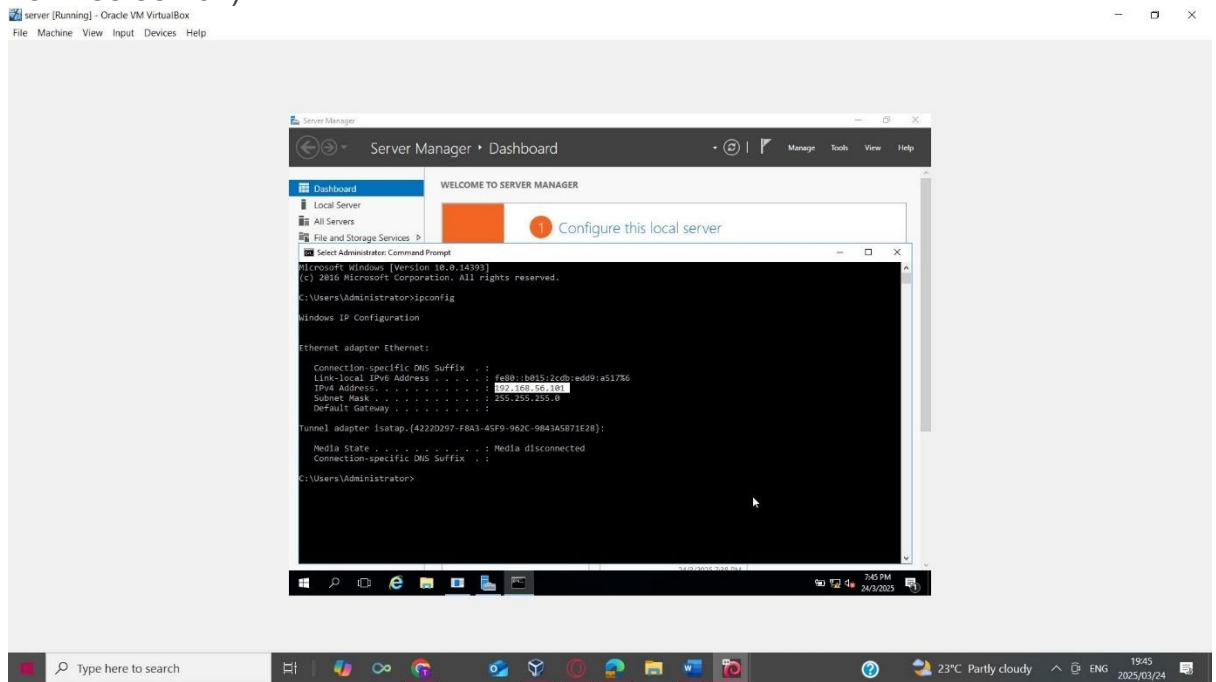 server [Running] - Oracle VM VirtualBox
File Machine View Input Devices Help
Server Manager
Server Manager • Dashboard
Manage Tools View Help
Dashboard
Local Server
All Servers
File and Storage Services
WELCOME TO SERVER MANAGER
1 Configure this local server
Select Administrator: Command Prompt
Microsoft Windows [Version 10.0.14393]
(c) 2016 Microsoft Corporation. All rights reserved.
C:\Users\Administrator>ipconfig
Windows IP Configuration
Ethernet adapter Ethernet:
Connection-specific DNS Suffix . :
Link-local IPv6 Address . . . . . : fe80::b015:2cdb:edd9:a517%6
IPv4 Address. . . . . . . . . . . : 192.168.56.101
Subnet Mask . . . . . . . . . . . : 255.255.255.0
Default Gateway . . . . . . . . . :
Tunnel adapter isatap.{4222D297-F8A3-45F9-962C-9843A5B71E28}:
Media State . . . . . . . . . . . : Media disconnected
Connection-specific DNS Suffix . :
C:\Users\Administrator>
7:45 PM
24/3/2025
Type here to search
23°C Partly cloudy
ENG
19:45
2025/03/24